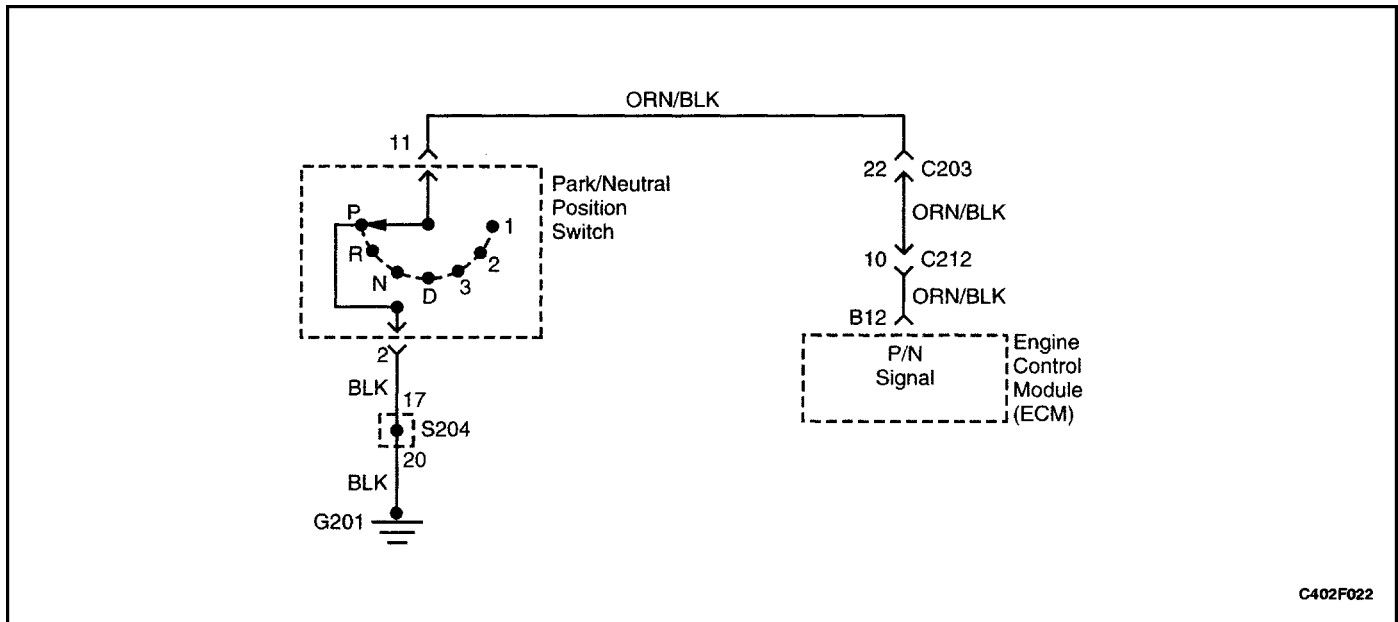 ORN/BLK
11
Park/Neutral
Position
Switch
P
R
N
D
3
2
1
2
BLK
17
S204
20
BLK
G201
22 C203
ORN/BLK
10 C212
ORN/BLK
B12
P/N
Signal
Engine
Control
Module
(ECM)
C402F022